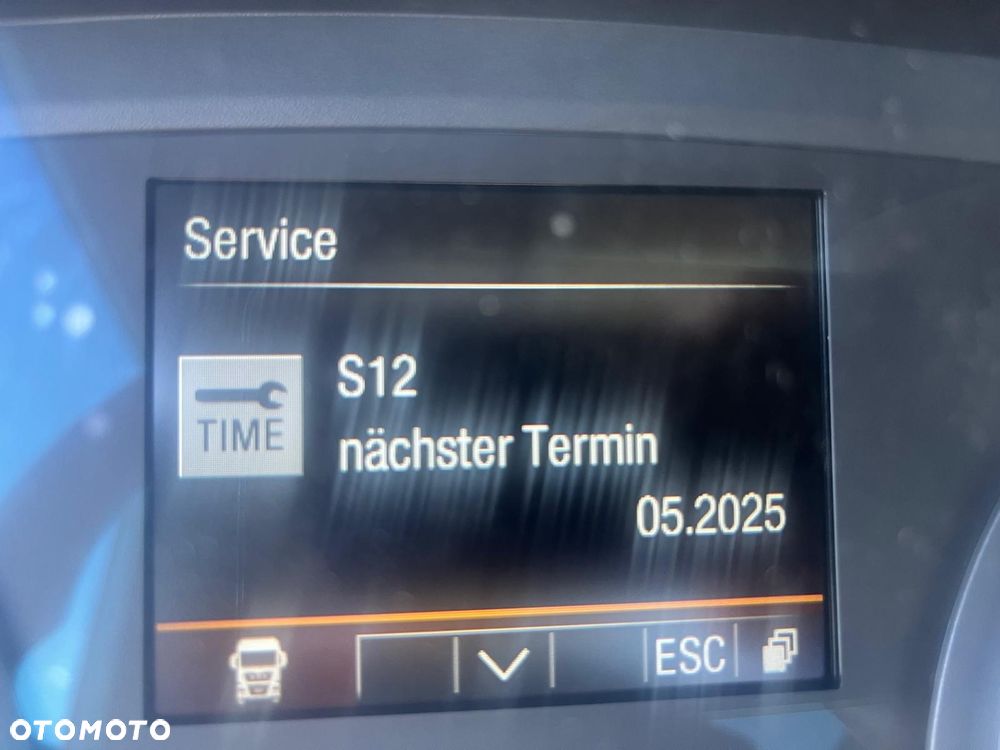 Service
TIME
S12
nächster Termin
05.2025
ESC
OTOMOTO